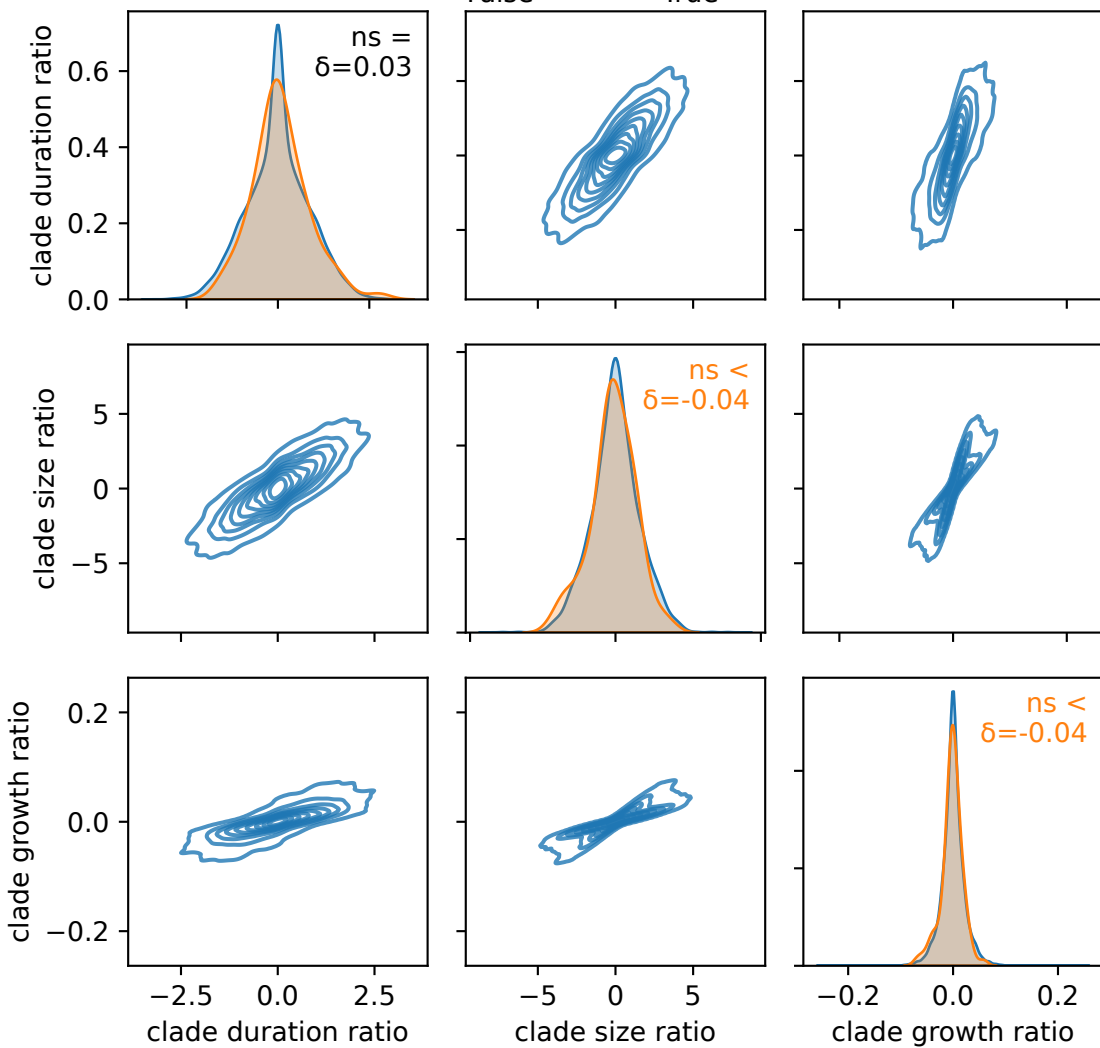 clade duration ratio
0.6
0.4
0.2
0.0
ns =
δ=0.03
clade size ratio
5
0
−5
ns <
δ=-0.04
clade growth ratio
0.2
0.0
−0.2
ns <
δ=-0.04
−2.5 0.0 2.5
−5 0 5
−0.2 0.0 0.2
clade duration ratio
clade size ratio
clade growth ratio